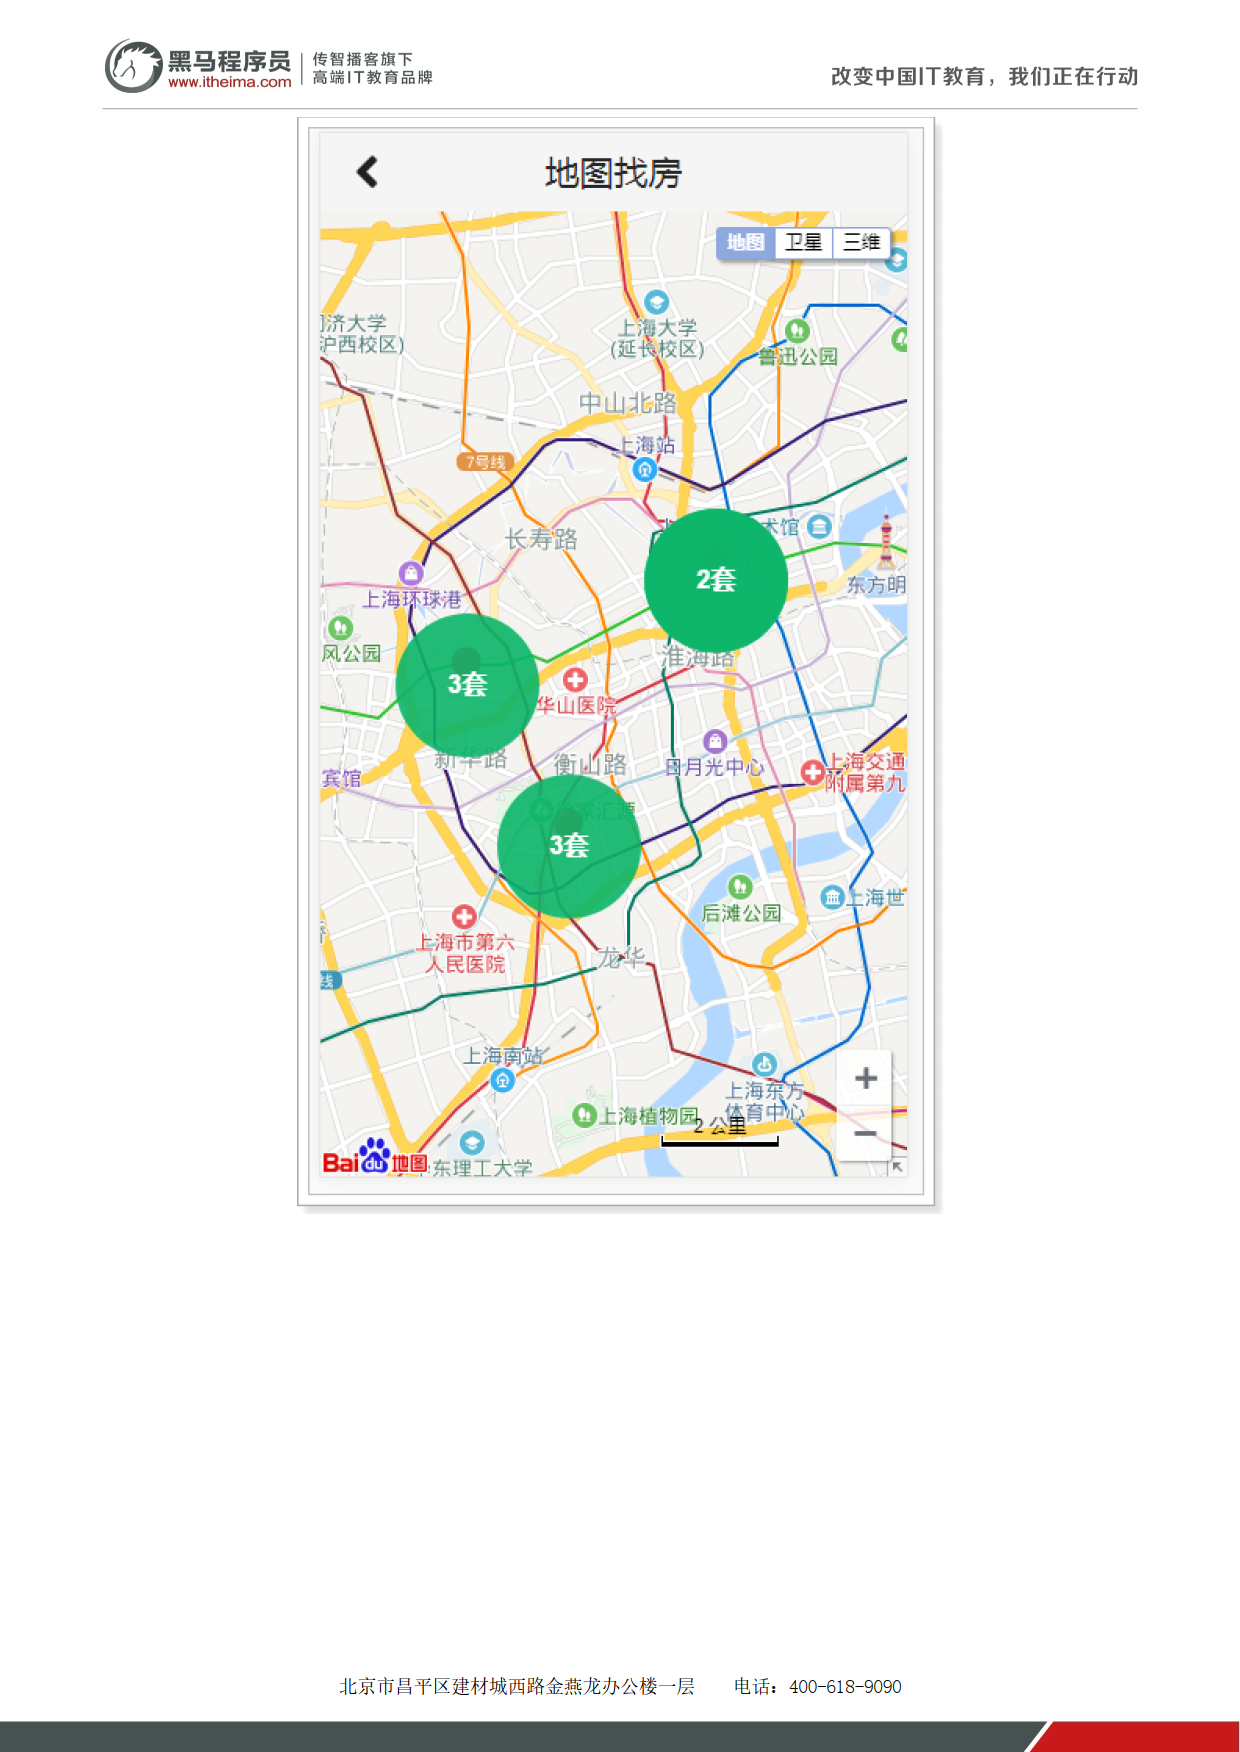 黑马程序员
www.itheima.com
传智播客旗下
高端IT教育品牌
改变中国IT教育，我们正在行动
地图找房
地图 卫星 三维
济大学
沪西校区)
上海大学
(延长校区)
鲁迅公园
中山北路
上海站
7号线
长寿路
术馆
2套
东方明
上海环球港
风公园
淮海路
3套
华山医院
新华路
衡山路
日月光中心
上海交通
附属第九
宾馆
家汇源
3套
后滩公园
上海世
上海市第六
人民医院
龙华
线
上海南站
上海东方
体育中心
上海植物园
2 公里
Baidu地图
东理工大学
北京市昌平区建材城西路金燕龙办公楼一层 电话：400-618-9090